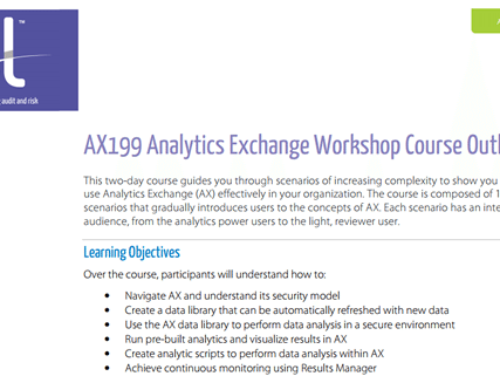 TM
audit and risk
AX199 Analytics Exchange Workshop Course
This two-day course guides you through scenarios of increasing complexity to show you
use Analytics Exchange (AX) effectively in your organization. The course is composed of
scenarios that gradually introduces users to the concepts of AX. Each scenario has an
audience, from the analytics power users to the light, reviewer user.
Learning Objectives
Over the course, participants will understand how to:
• Navigate AX and understand its security model
• Create a data library that can be automatically refreshed with new data
• Use the AX data library to perform data analysis in a secure environment
• Run pre-built analytics and visualize results in AX
• Create analytic scripts to perform data analysis within AX
• Achieve continuous monitoring using Results Manager